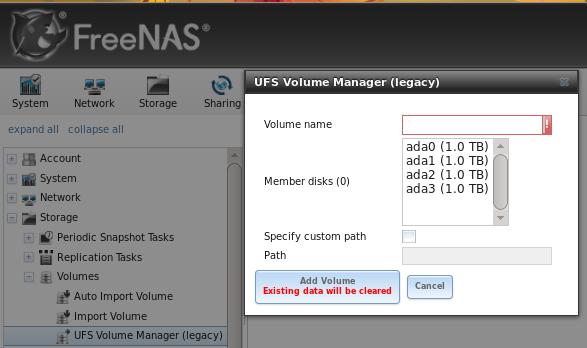 FreeNAS®
System
Network
Storage
Sharing
expand all
collapse all
Account
System
Network
Storage
Periodic Snapshot Tasks
Replication Tasks
Volumes
Auto Import Volume
Import Volume
UFS Volume Manager (legacy)
UFS Volume Manager (legacy)
Volume name
!
Member disks (0)
ada0 (1.0 TB)
ada1 (1.0 TB)
ada2 (1.0 TB)
ada3 (1.0 TB)
Specify custom path
Path
Add Volume
Existing data will be cleared
Cancel